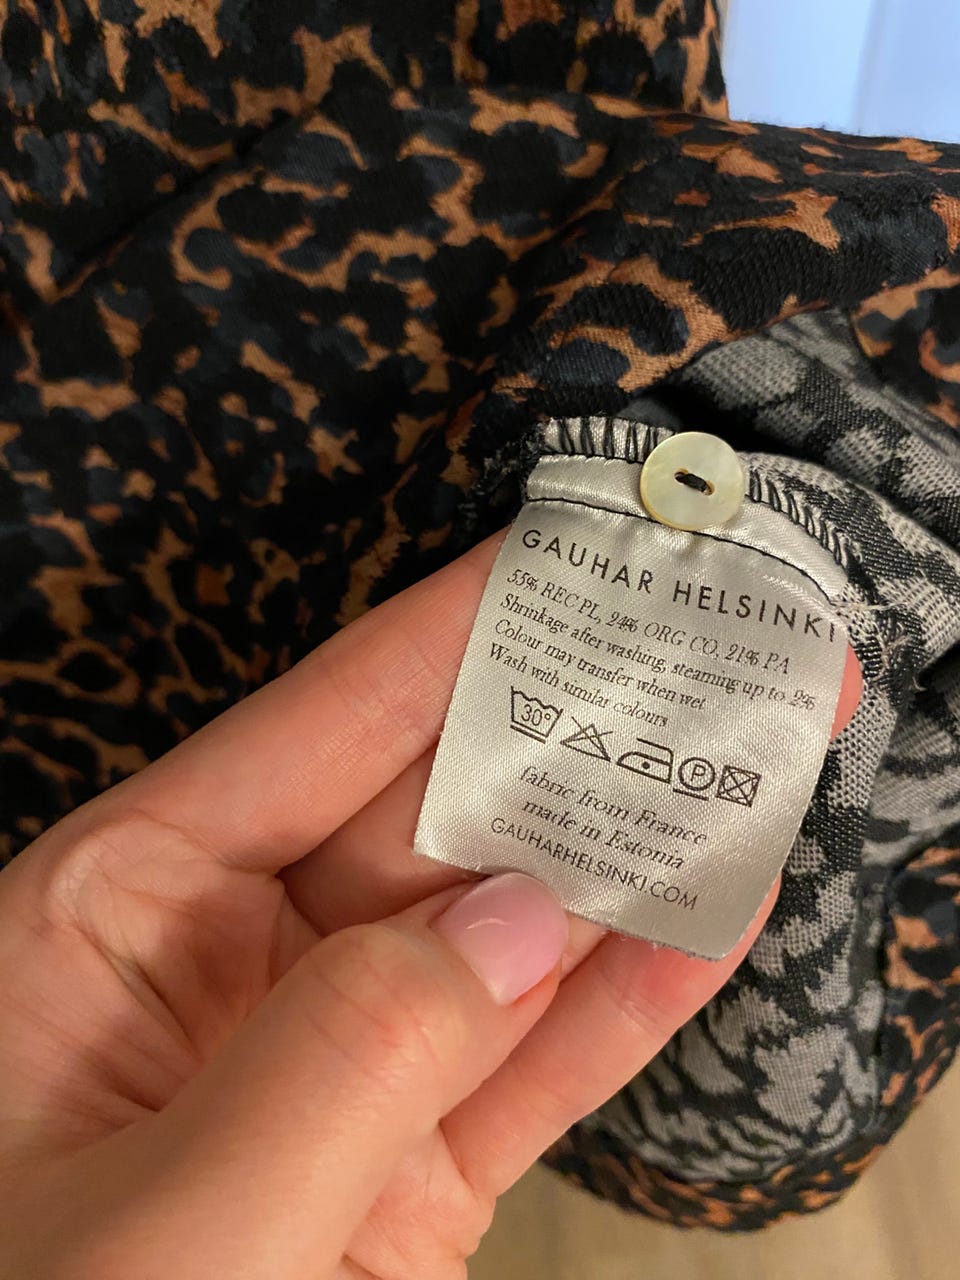 GAUHAR HELSINKI
55% REC PL, 24% ORG CO, 21% PA
Shrinkage after washing, steaming up to 2%
Colour may transfer when wet
Wash with similar colours
30° P
fabric from France
made in Estonia
GAUHARHELSINKI.COM